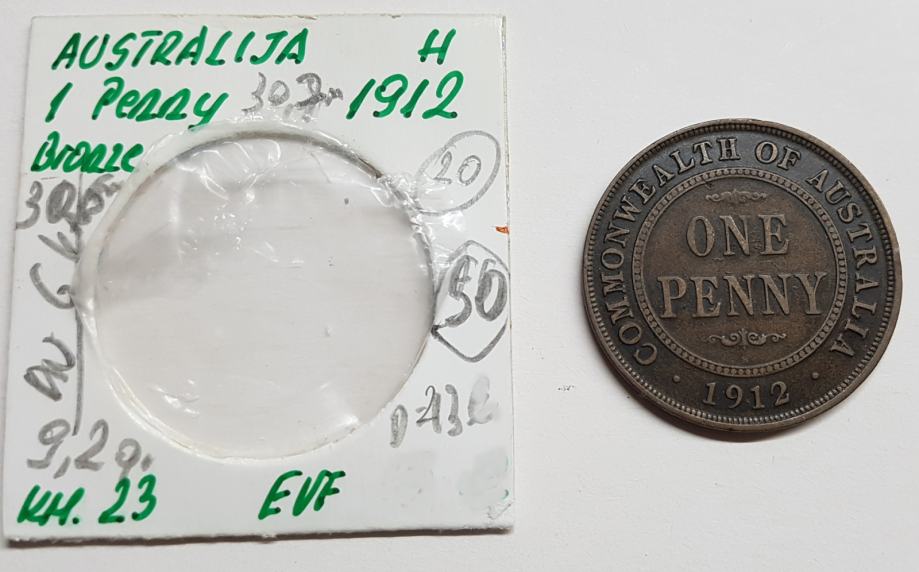 AUSTRALIJA H
1 Penny 1912
Bronze
20
50
9,2 g.
KM. 23 EVF
COMMONWEALTH OF AUSTRALIA
ONE
PENNY
1912